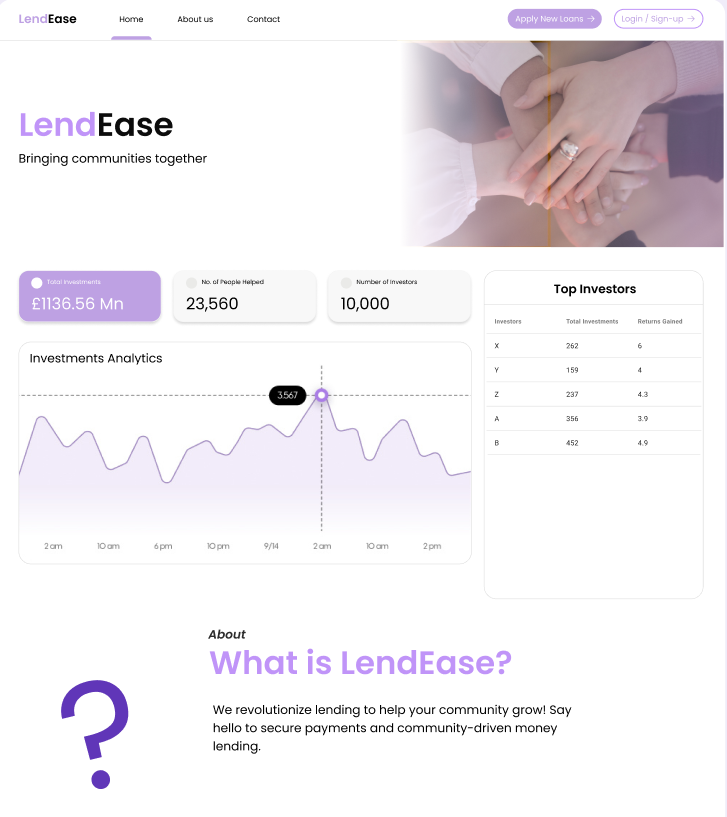 LendEase
Home
About us
Contact
Apply New Loans →
Login / Sign-up →
LendEase
Bringing communities together
Total Investments
£1136.56 Mn
No. of People Helped
23,560
Number of Investors
10,000
Top Investors
Investors Total Investments Returns Gained
X 262 6
Y 159 4
Z 237 4.3
A 356 3.9
B 452 4.9
Investments Analytics
3.567
2 am 10 am 6 pm 10 pm 9/14 2 am 10 am 2 pm
About
What is LendEase?
?
We revolutionize lending to help your community grow! Say
hello to secure payments and community-driven money
lending.